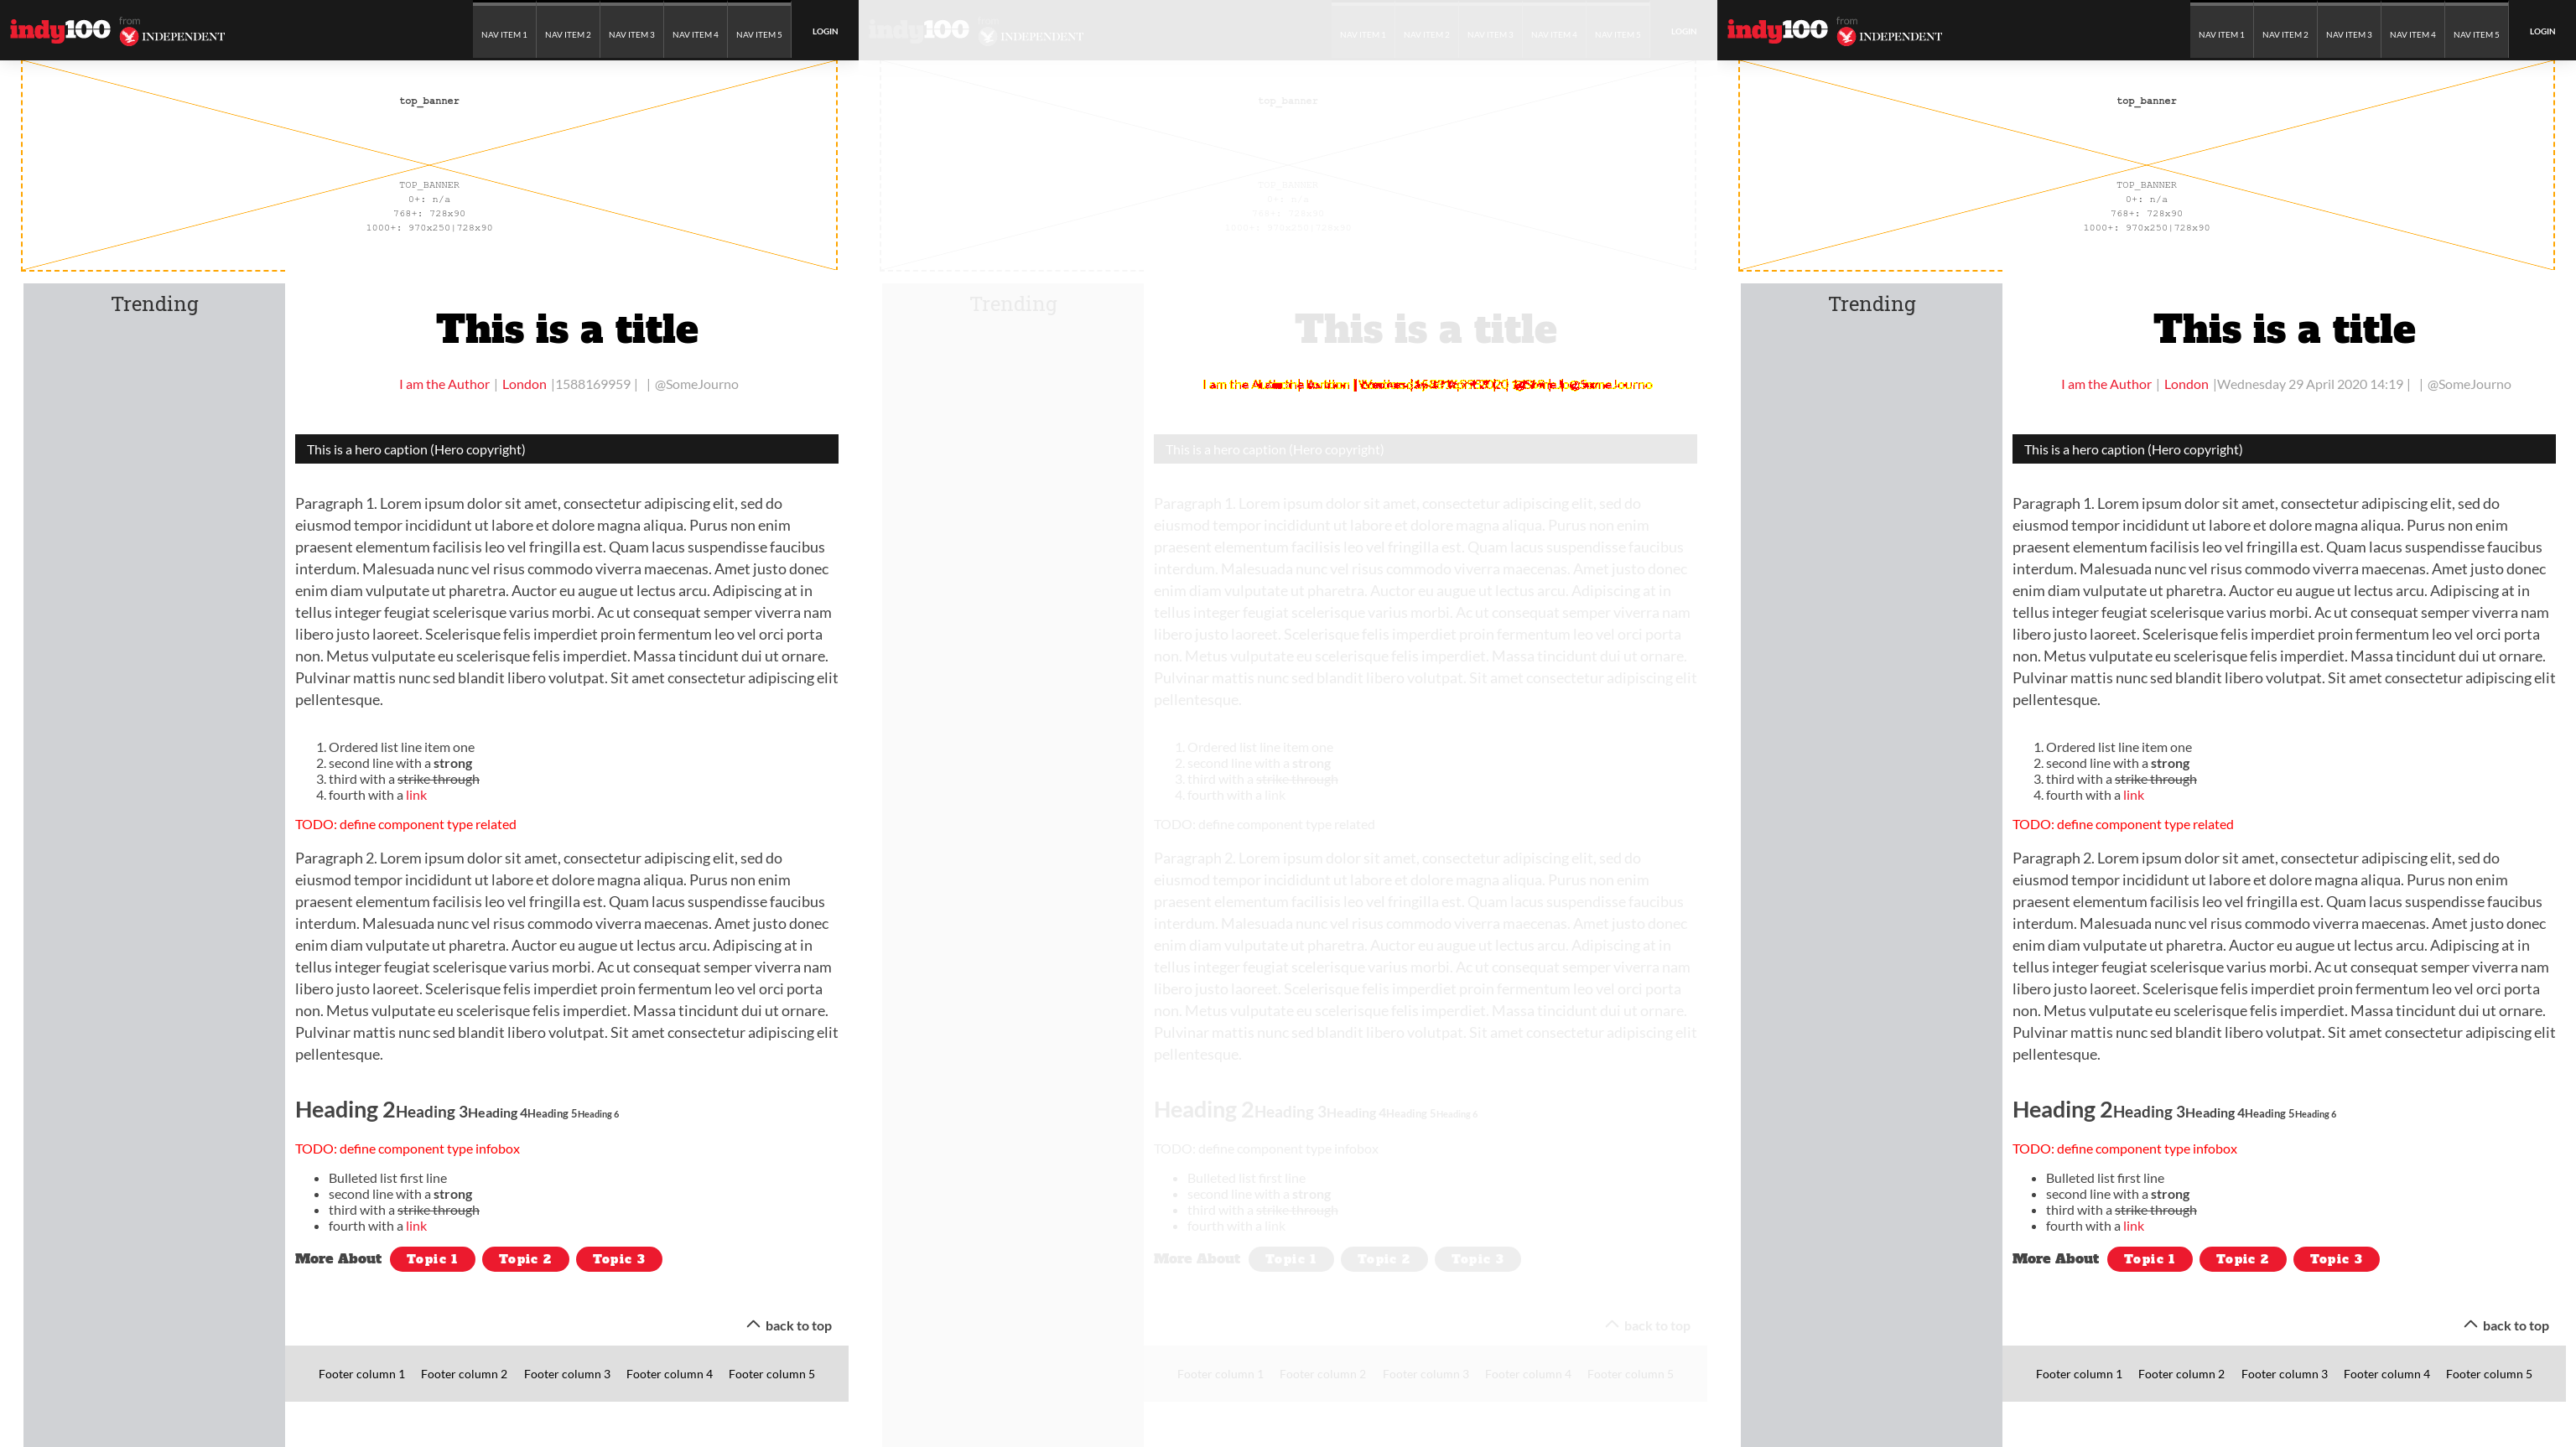 indy100 from INDEPENDENT
NAV ITEM 1 NAV ITEM 2 NAV ITEM 3 NAV ITEM 4 NAV ITEM 5 LOGIN
top_banner
TOP_BANNER
0+: n/a
768+: 728x90
1000+: 970x250|728x90
Trending
This is a title
I am the Author | London |1588169959 | | @SomeJourno
This is a hero caption (Hero copyright)
Paragraph 1. Lorem ipsum dolor sit amet, consectetur adipiscing elit, sed do
eiusmod tempor incididunt ut labore et dolore magna aliqua. Purus non enim
praesent elementum facilisis leo vel fringilla est. Quam lacus suspendisse faucibus
interdum. Malesuada nunc vel risus commodo viverra maecenas. Amet justo donec
enim diam vulputate ut pharetra. Auctor eu augue ut lectus arcu. Adipiscing at in
tellus integer feugiat scelerisque varius morbi. Ac ut consequat semper viverra nam
libero justo laoreet. Scelerisque felis imperdiet proin fermentum leo vel orci porta
non. Metus vulputate eu scelerisque felis imperdiet. Massa tincidunt dui ut ornare.
Pulvinar mattis nunc sed blandit libero volutpat. Sit amet consectetur adipiscing elit
pellentesque.
1. Ordered list line item one
2. second line with a strong
3. third with a strike through
4. fourth with a link
TODO: define component type related
Paragraph 2. Lorem ipsum dolor sit amet, consectetur adipiscing elit, sed do
eiusmod tempor incididunt ut labore et dolore magna aliqua. Purus non enim
praesent elementum facilisis leo vel fringilla est. Quam lacus suspendisse faucibus
interdum. Malesuada nunc vel risus commodo viverra maecenas. Amet justo donec
enim diam vulputate ut pharetra. Auctor eu augue ut lectus arcu. Adipiscing at in
tellus integer feugiat scelerisque varius morbi. Ac ut consequat semper viverra nam
libero justo laoreet. Scelerisque felis imperdiet proin fermentum leo vel orci porta
non. Metus vulputate eu scelerisque felis imperdiet. Massa tincidunt dui ut ornare.
Pulvinar mattis nunc sed blandit libero volutpat. Sit amet consectetur adipiscing elit
pellentesque.
Heading 2Heading 3Heading 4Heading 5Heading 6
TODO: define component type infobox
• Bulleted list first line
• second line with a strong
• third with a strike through
• fourth with a link
More About Topic 1 Topic 2 Topic 3
back to top
Footer column 1 Footer column 2 Footer column 3 Footer column 4 Footer column 5
indy100 INDEPENDENT
NAV ITEM 1 NAV ITEM 2 NAV ITEM 3 NAV ITEM 4 NAV ITEM 5 LOGIN
top_banner
TOP_BANNER
0+: n/a
768+: 728x90
1000+: 970x250|728x90
Trending
This is a title
This is a hero caption (Hero copyright)
Paragraph 1. Lorem ipsum dolor sit amet, consectetur adipiscing elit, sed do
eiusmod tempor incididunt ut labore et dolore magna aliqua. Purus non enim
praesent elementum facilisis leo vel fringilla est. Quam lacus suspendisse faucibus
interdum. Malesuada nunc vel risus commodo viverra maecenas. Amet justo donec
enim diam vulputate ut pharetra. Auctor eu augue ut lectus arcu. Adipiscing at in
tellus integer feugiat scelerisque varius morbi. Ac ut consequat semper viverra nam
libero justo laoreet. Scelerisque felis imperdiet proin fermentum leo vel orci porta
non. Metus vulputate eu scelerisque felis imperdiet. Massa tincidunt dui ut ornare.
Pulvinar mattis nunc sed blandit libero volutpat. Sit amet consectetur adipiscing elit
pellentesque.
1. Ordered list line item one
2. second line with a strong
3. third with a strike through
4. fourth with a link
TODO: define component type related
Paragraph 2. Lorem ipsum dolor sit amet, consectetur adipiscing elit, sed do
eiusmod tempor incididunt ut labore et dolore magna aliqua. Purus non enim
praesent elementum facilisis leo vel fringilla est. Quam lacus suspendisse faucibus
interdum. Malesuada nunc vel risus commodo viverra maecenas. Amet justo donec
enim diam vulputate ut pharetra. Auctor eu augue ut lectus arcu. Adipiscing at in
tellus integer feugiat scelerisque varius morbi. Ac ut consequat semper viverra nam
libero justo laoreet. Scelerisque felis imperdiet proin fermentum leo vel orci porta
non. Metus vulputate eu scelerisque felis imperdiet. Massa tincidunt dui ut ornare.
Pulvinar mattis nunc sed blandit libero volutpat. Sit amet consectetur adipiscing elit
pellentesque.
Heading 2Heading 3Heading 4Heading 5Heading 6
TODO: define component type infobox
• Bulleted list first line
• second line with a strong
• third with a strike through
• fourth with a link
More About Topic 1 Topic 2 Topic 3
back to top
Footer column 1 Footer column 2 Footer column 3 Footer column 4 Footer column 5
indy100 from INDEPENDENT
NAV ITEM 1 NAV ITEM 2 NAV ITEM 3 NAV ITEM 4 NAV ITEM 5 LOGIN
top_banner
TOP_BANNER
0+: n/a
768+: 728x90
1000+: 970x250|728x90
Trending
This is a title
I am the Author | London |Wednesday 29 April 2020 14:19 | | @SomeJourno
This is a hero caption (Hero copyright)
Paragraph 1. Lorem ipsum dolor sit amet, consectetur adipiscing elit, sed do
eiusmod tempor incididunt ut labore et dolore magna aliqua. Purus non enim
praesent elementum facilisis leo vel fringilla est. Quam lacus suspendisse faucibus
interdum. Malesuada nunc vel risus commodo viverra maecenas. Amet justo donec
enim diam vulputate ut pharetra. Auctor eu augue ut lectus arcu. Adipiscing at in
tellus integer feugiat scelerisque varius morbi. Ac ut consequat semper viverra nam
libero justo laoreet. Scelerisque felis imperdiet proin fermentum leo vel orci porta
non. Metus vulputate eu scelerisque felis imperdiet. Massa tincidunt dui ut ornare.
Pulvinar mattis nunc sed blandit libero volutpat. Sit amet consectetur adipiscing elit
pellentesque.
1. Ordered list line item one
2. second line with a strong
3. third with a strike through
4. fourth with a link
TODO: define component type related
Paragraph 2. Lorem ipsum dolor sit amet, consectetur adipiscing elit, sed do
eiusmod tempor incididunt ut labore et dolore magna aliqua. Purus non enim
praesent elementum facilisis leo vel fringilla est. Quam lacus suspendisse faucibus
interdum. Malesuada nunc vel risus commodo viverra maecenas. Amet justo donec
enim diam vulputate ut pharetra. Auctor eu augue ut lectus arcu. Adipiscing at in
tellus integer feugiat scelerisque varius morbi. Ac ut consequat semper viverra nam
libero justo laoreet. Scelerisque felis imperdiet proin fermentum leo vel orci porta
non. Metus vulputate eu scelerisque felis imperdiet. Massa tincidunt dui ut ornare.
Pulvinar mattis nunc sed blandit libero volutpat. Sit amet consectetur adipiscing elit
pellentesque.
Heading 2Heading 3Heading 4Heading 5Heading 6
TODO: define component type infobox
• Bulleted list first line
• second line with a strong
• third with a strike through
• fourth with a link
More About Topic 1 Topic 2 Topic 3
back to top
Footer column 1 Footer column 2 Footer column 3 Footer column 4 Footer column 5